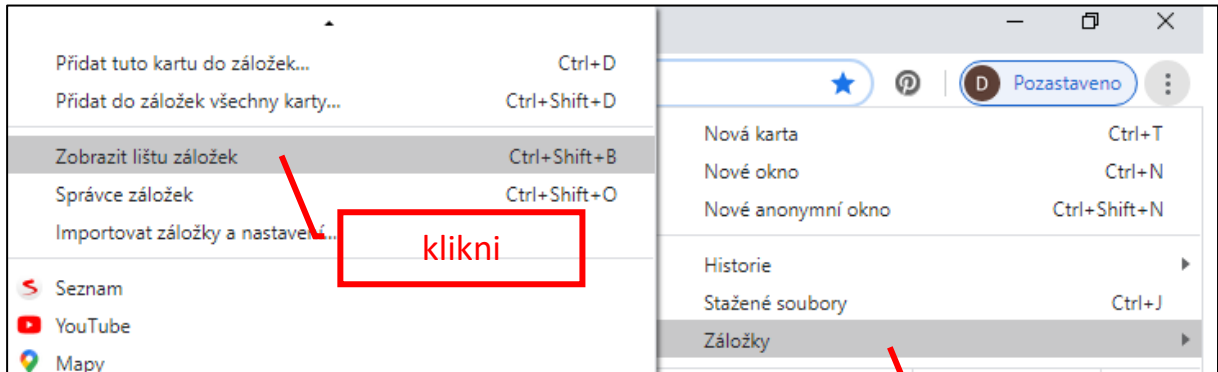 Přidat tuto kartu do záložek... Ctrl+D
Přidat do záložek všechny karty... Ctrl+Shift+D
Zobrazit lištu záložek Ctrl+Shift+B
Správce záložek Ctrl+Shift+O
Importovat záložky a nastavení...
klikni
Seznam
YouTube
Mapy
D Pozastaveno
Nová karta Ctrl+T
Nové okno Ctrl+N
Nové anonymní okno Ctrl+Shift+N
Historie
Stažené soubory Ctrl+J
Záložky